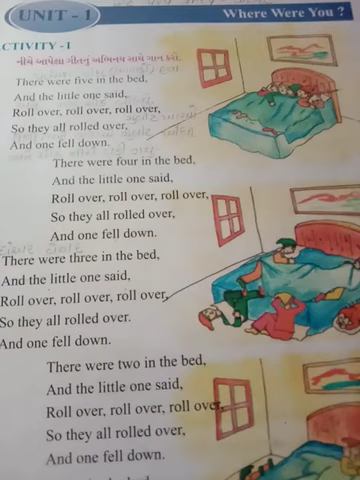 UNIT - 1
Where Were You ?
CTIVITY - 1
નીચે આપેલા ગીતનું અભિનય સાથે ગાન કરો.
There were five in the bed,
And the little one said,
Roll over, roll over, roll over,
So they all rolled over,
And one fell down.
There were four in the bed,
And the little one said,
Roll over, roll over, roll over,
So they all rolled over,
And one fell down.
There were three in the bed,
And the little one said,
Roll over, roll over, roll over,
So they all rolled over.
And one fell down.
There were two in the bed,
And the little one said,
Roll over, roll over, roll over,
So they all rolled over,
And one fell down.